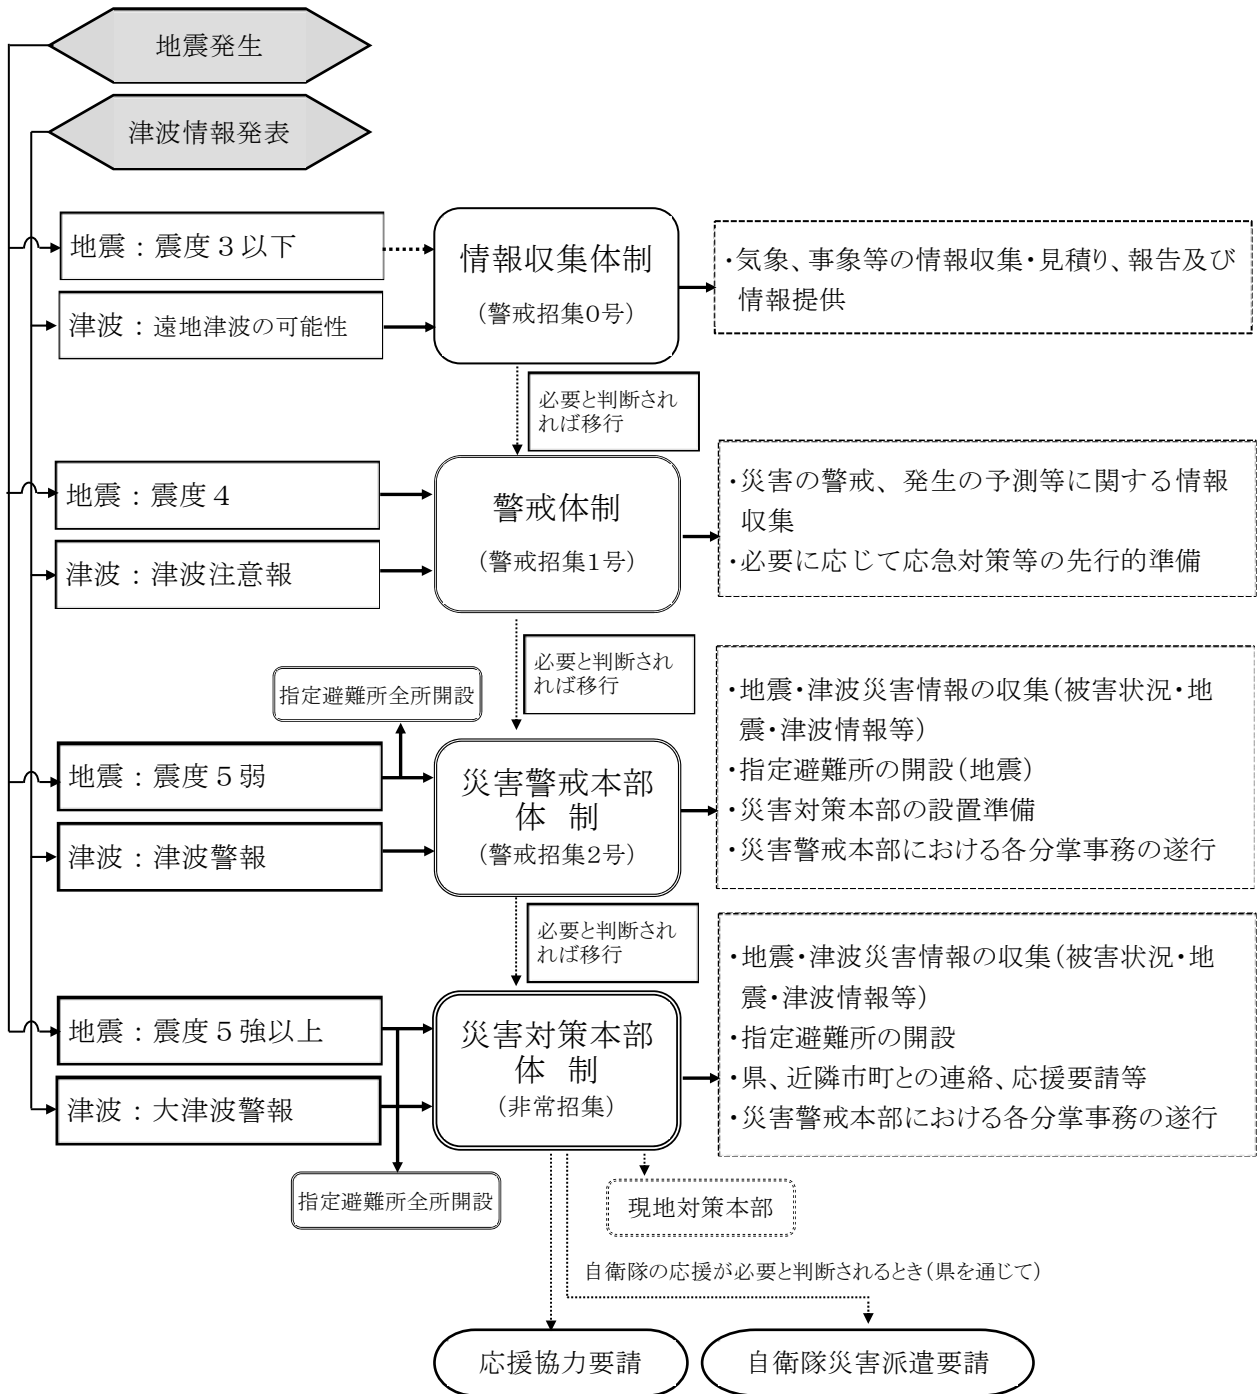 地震発生
津波情報発表
地震：震度３以下
津波：遠地津波の可能性
情報収集体制
(警戒招集０号)
・気象、事象等の情報収集・見積り、報告及び
情報提供
必要と判断され
れば移行
地震：震度４
津波：津波注意報
警戒体制
(警戒招集１号)
・災害の警戒、発生の予測等に関する情報
収集
・必要に応じて応急対策等の先行的準備
必要と判断され
れば移行
指定避難所全所開設
地震：震度５弱
津波：津波警報
災害警戒本部
体 制
(警戒招集２号)
・地震・津波災害情報の収集(被害状況・地
震・津波情報等)
・指定避難所の開設(地震)
・災害対策本部の設置準備
・災害警戒本部における各分掌事務の遂行
必要と判断され
れば移行
地震：震度５強以上
津波：大津波警報
災害対策本部
体 制
(非常招集)
・地震・津波災害情報の収集(被害状況・地
震・津波情報等)
・指定避難所の開設
・県、近隣市町との連絡、応援要請等
・災害警戒本部における各分掌事務の遂行
指定避難所全所開設
現地対策本部
自衛隊の応援が必要と判断されるとき(県を通じて)
応援協力要請
自衛隊災害派遣要請